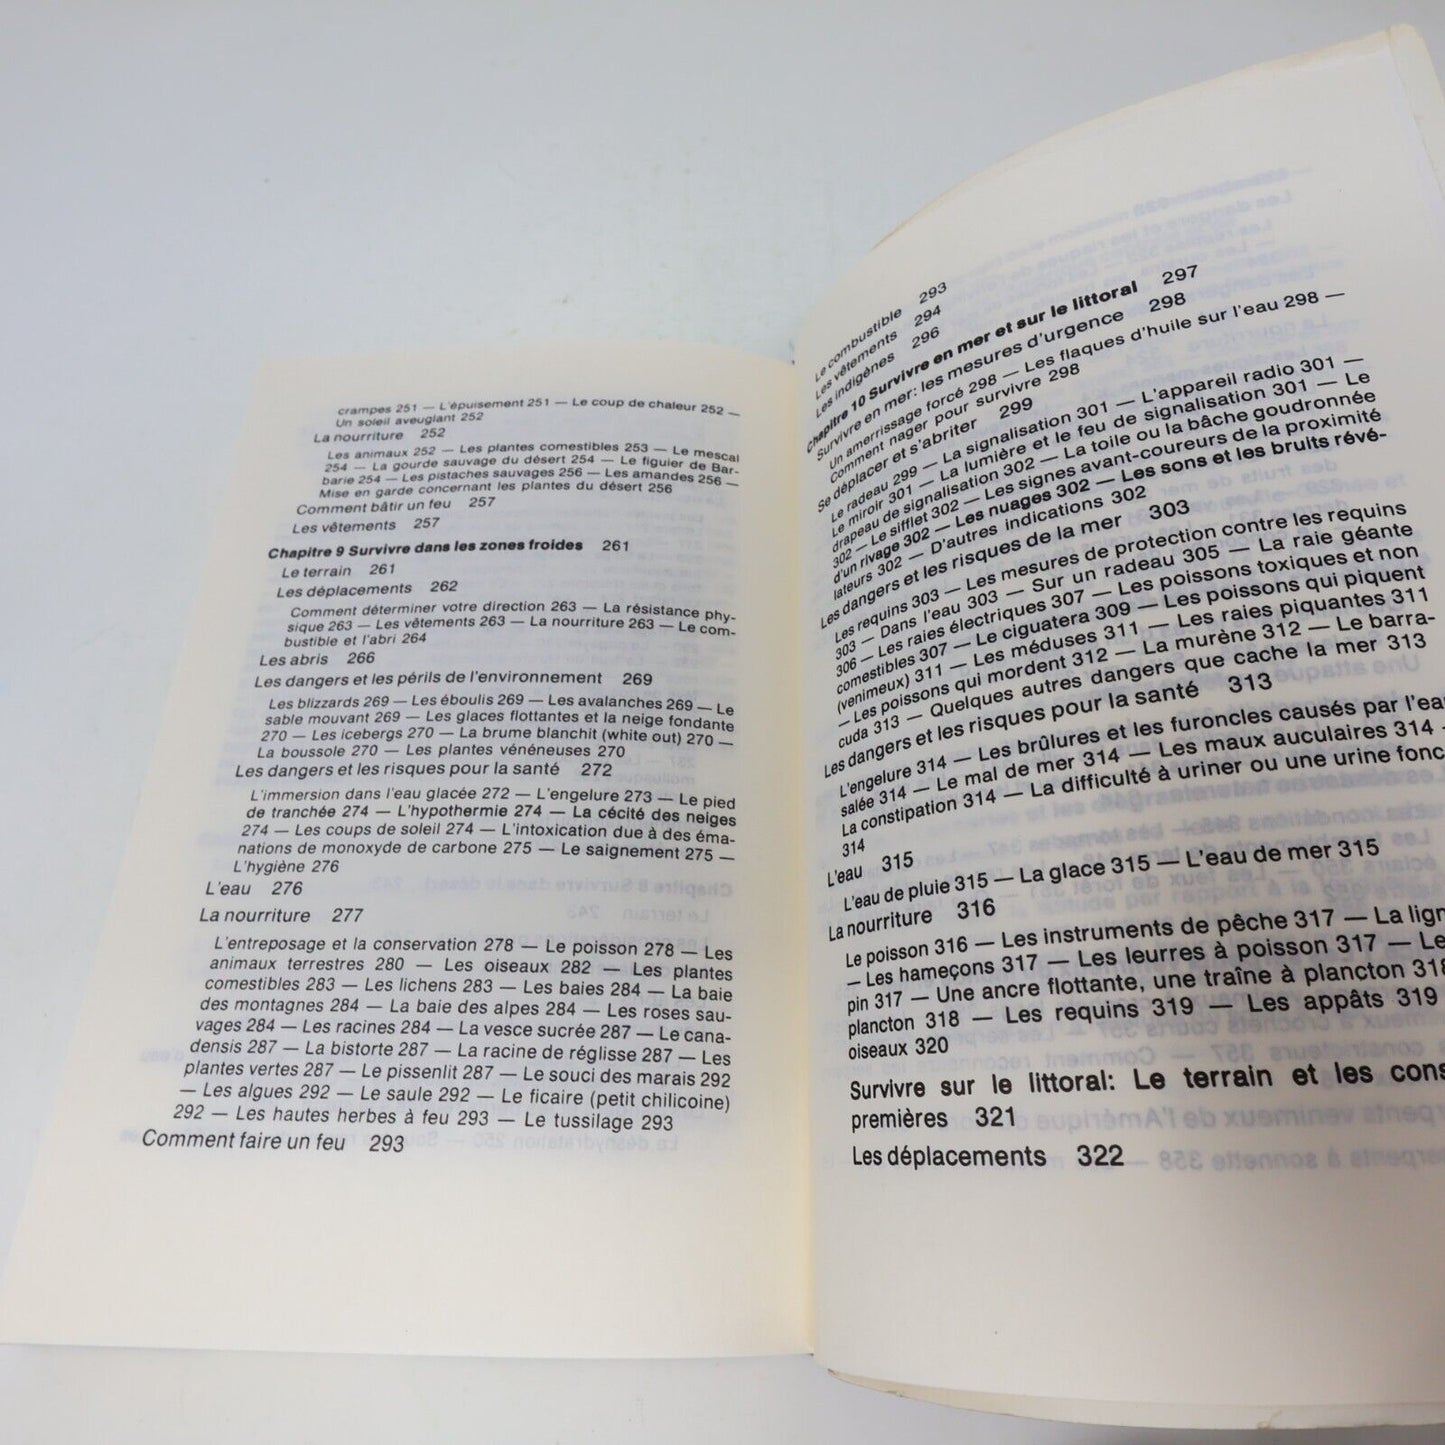 crampes 251 — L'épuisement 251 — Le coup de chaleur 252 —
Un soleil aveuglant 252
La nourriture 252
Les animaux 252 — Les plantes comestibles 253 — Le mescal
254 — La gourde sauvage du désert 254 — Le figuier de Bar-
barie 254 — Les pistaches sauvages 256 — Les amandes 256 —
Mise en garde concernant les plantes du désert 256
Comment bâtir un feu 257
Les vêtements 257
Chapitre 9 Survivre dans les zones froides 261
Le terrain 261
Les déplacements 262
Comment déterminer votre direction 263 — La résistance phy-
sique 263 — Les vêtements 263 — La nourriture 263 — Le com-
bustible et l'abri 264
Les abris 266
Les dangers et les périls de l'environnement 269
Les blizzards 269 — Les éboulis 269 — Les avalanches 269 — Le
sable mouvant 269 — Les glaces flottantes et la neige fondante
270 — Les icebergs 270 — La brume blanchit (white out) 270 —
La boussole 270 — Les plantes vénéneuses 270
Les dangers et les risques pour la santé 272
L'immersion dans l'eau glacée 272 — L'engelure 273 — Le pied
de tranchée 274 — L'hypothermie 274 — La cécité des neiges
274 — Les coups de soleil 274 — L'intoxication due à des éma-
nations de monoxyde de carbone 275 — Le saignement 275 —
L'hygiène 276
L'eau 276
La nourriture 277
L'entreposage et la conservation 278 — Le poisson 278 — Les
animaux terrestres 280 — Les oiseaux 282 — Les plantes
comestibles 283 — Les lichens 283 — Les baies 284 — La baie
des montagnes 284 — La baie des alpes 284 — Les roses sau-
vages 284 — Les racines 284 — La vesce sucrée 287 — Le cana-
densis 287 — La bistorte 287 — La racine de réglisse 287 — Les
plantes vertes 287 — Le pissenlit 287 — Le souci des marais 292
— Les algues 292 — Le saule 292 — Le ficaire (petit chilicoine)
292 — Les hautes herbes à feu 293 — Le tussilage 293
Comment faire un feu 293
Le combustible 293
Les vêtements 294
Les indigènes 296
Chapitre 10 Survivre en mer et sur le littoral 297
Survivre en mer: les mesures d'urgence 298
Un amerrissage forcé 298 — Les flaques d'huile sur l'eau 298 —
Comment nager pour survivre 298
Se déplacer et s'abriter 299
Le radeau 299 — La signalisation 301 — L'appareil radio 301 —
Le miroir 301 — La lumière et le feu de signalisation 301 — Le
drapeau de signalisation 302 — La toile ou la bâche goudronnée
302 — Le sifflet 302 — Les signes avant-coureurs de la proximité
d'un rivage 302 — Les nuages 302 — Les sons et les bruits révé-
lateurs 302 — D'autres indications 302
Les dangers et les risques de la mer 303
Les requins 303 — Les mesures de protection contre les requins
303 — Dans l'eau 303 — Sur un radeau 305 — La raie géante
306 — Les raies électriques 307 — Les poissons toxiques et non
comestibles 307 — Le ciguatera 309 — Les poissons qui piquent
(venimeux) 311 — Les méduses 311 — Les raies piquantes 311
— Les poissons qui mordent 312 — La murène 312 — Le barra-
cuda 313 — Quelques autres dangers que cache la mer 313
Les dangers et les risques pour la santé 313
L'engelure 314 — Les brûlures et les furoncles causés par l'eau
salée 314 — Le mal de mer 314 — Les maux auculaires 314 —
La constipation 314 — La difficulté à uriner ou une urine fonc
314
L'eau 315
L'eau de pluie 315 — La glace 315 — L'eau de mer 315
La nourriture 316
Le poisson 316 — Les instruments de pêche 317 — La lign
— Les hameçons 317 — Les leurres à poisson 317 — Le
pin 317 — Une ancre flottante, une traîne à plancton 318
plancton 318 — Les requins 319 — Les appâts 319
oiseaux 320
Survivre sur le littoral: Le terrain et les cons
premières 321
Les déplacements 322